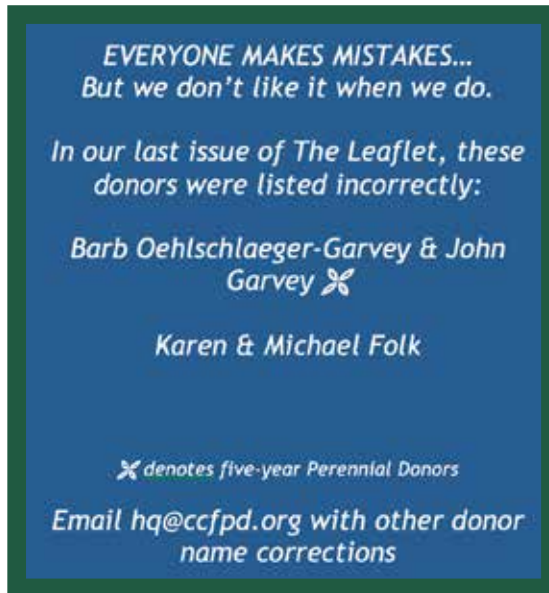 EVERYONE MAKES MISTAKES...
But we don't like it when we do.
In our last issue of The Leaflet, these
donors were listed incorrectly:
Barb Oehlschlaeger-Garvey & John
Garvey
Karen & Michael Folk
denotes five-year Perennial Donors
Email hq@ccfpd.org with other donor
name corrections